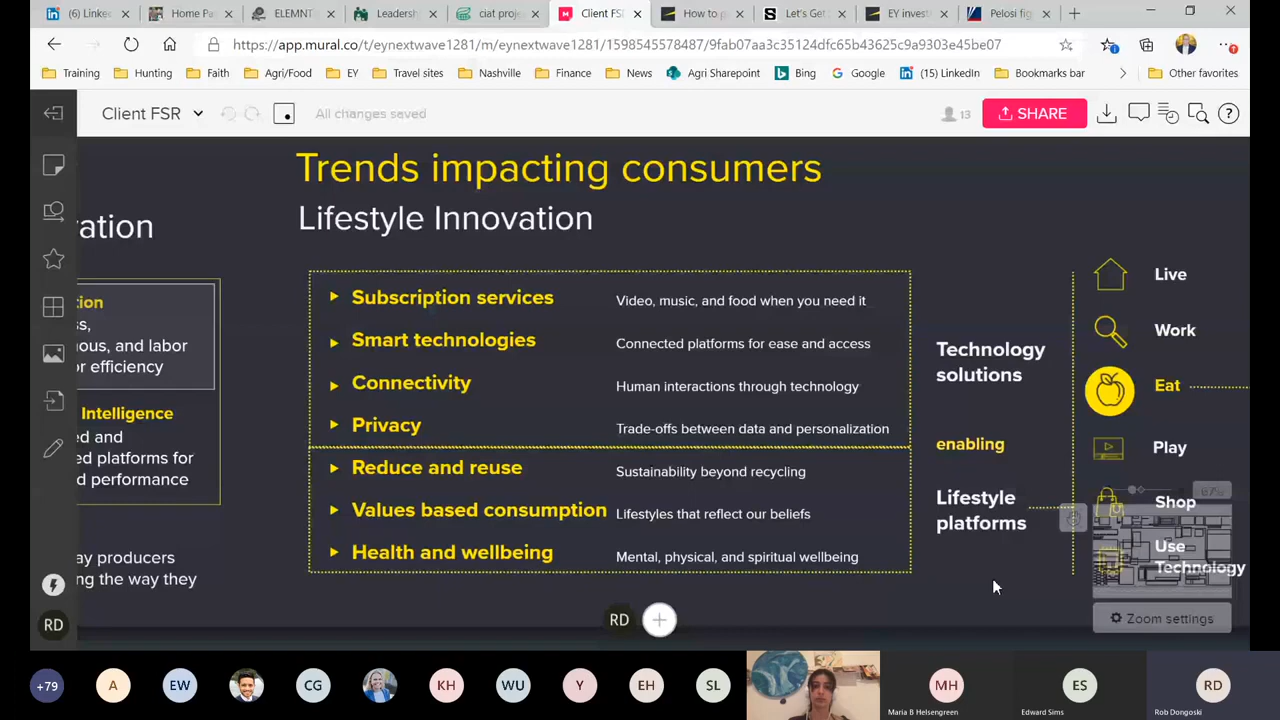 (6) Linke
Home Pa
ELEMNT
Leadersh
ciat proje
Client FS
How to p
Let's Get
EY invest
Pelosi fig
https://app.mural.co/t/eynextwave1281/m/eynextwave1281/1598545578487/9fab07aa3c35124dfc65b43625c9a9303e45be07
Training
Hunting
Faith
Agri/Food
EY
Travel sites
Nashville
Finance
News
Agri Sharepoint
Bing
Google
(15) LinkedIn
Bookmarks bar
Other favorites
Client FSR
All changes saved
13
SHARE
ation
tion
s,
ous, and labor
r efficiency
Intelligence
ed and
ed platforms for
d performance
ay producers
ng the way they
Trends impacting consumers
Lifestyle Innovation
Subscription services Video, music, and food when you need it
Smart technologies Connected platforms for ease and access
Connectivity Human interactions through technology
Privacy Trade-offs between data and personalization
Reduce and reuse Sustainability beyond recycling
Values based consumption Lifestyles that reflect our beliefs
Health and wellbeing Mental, physical, and spiritual wellbeing
Technology
solutions
enabling
Lifestyle
platforms
Live
Work
Eat
Play
Shop
Use
Technology
Zoom settings
RD
RD
+79
A
EW
CG
KH
WU
Y
EH
SL
MH
Maria B Helsengreen
ES
Edward Sims
RD
Rob Dongoski